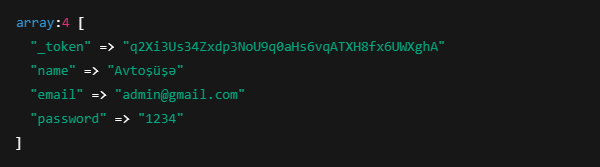 array:4 [
"_token" => "q2Xi3Us34Zxdp3NoU9q0aHs6vqATXH8fx6UWXghA"
"name" => "Avtoşüşə"
"email" => "admin@gmail.com"
"password" => "1234"
]